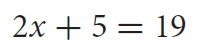 2x + 5 = 19